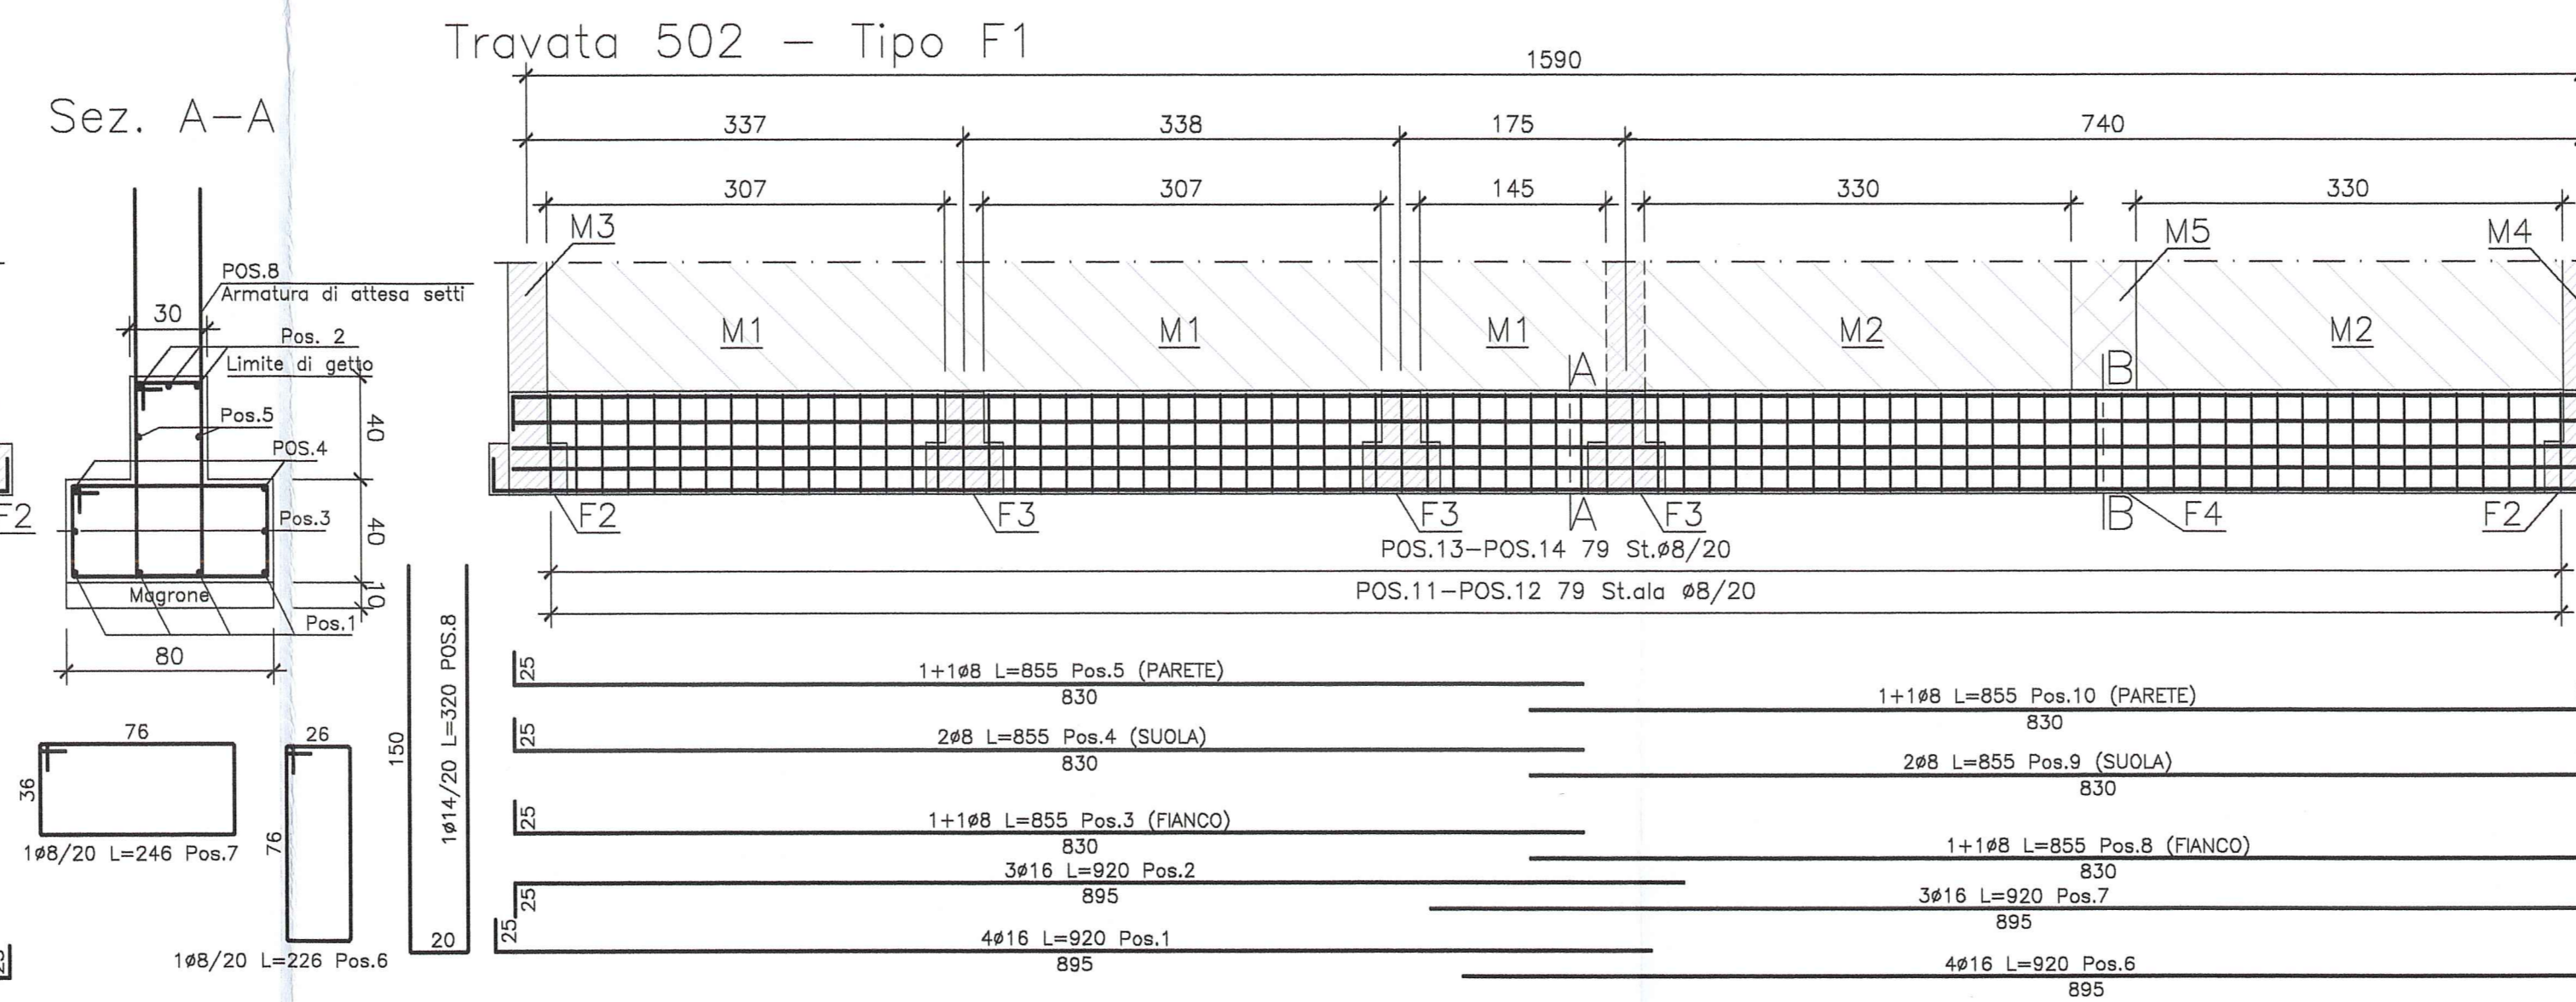 Travata 502 – Tipo F1
1590
337
338
175
740
307
307
145
330
330
M3
M5
M4
M1
M1
M1
M2
M2
A
B
A
B
F2
F3
F3
F3
F4
F2
POS.13–POS.14 79 St.ø8/20
POS.11–POS.12 79 St.ala ø8/20
Sez. A–A
POS.8
Armatura di attesa setti
30
Pos. 2
Limite di getto
40
Pos.5
POS.4
40
Pos.3
Magrone
10
Pos.1
80
F2
76
36
1ø8/20 L=246 Pos.7
26
76
1ø8/20 L=226 Pos.6
150
1ø14/20 L=320 POS.8
20
25
1+1ø8 L=855 Pos.5 (PARETE)
830
1+1ø8 L=855 Pos.10 (PARETE)
830
25
2ø8 L=855 Pos.4 (SUOLA)
830
2ø8 L=855 Pos.9 (SUOLA)
830
25
1+1ø8 L=855 Pos.3 (FIANCO)
830
1+1ø8 L=855 Pos.8 (FIANCO)
830
3ø16 L=920 Pos.2
25
895
3ø16 L=920 Pos.7
895
25
4ø16 L=920 Pos.1
895
4ø16 L=920 Pos.6
895
25